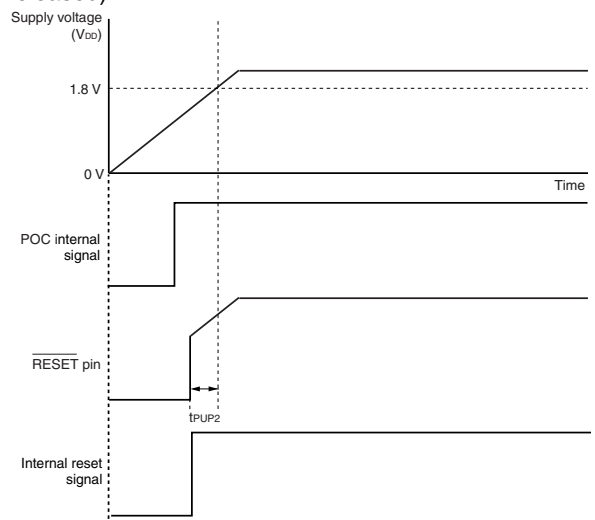 Supply voltage
(VDD)
1.8 V
0 V
Time
POC internal
signal
RESET pin
tPUP2
Internal reset
signal